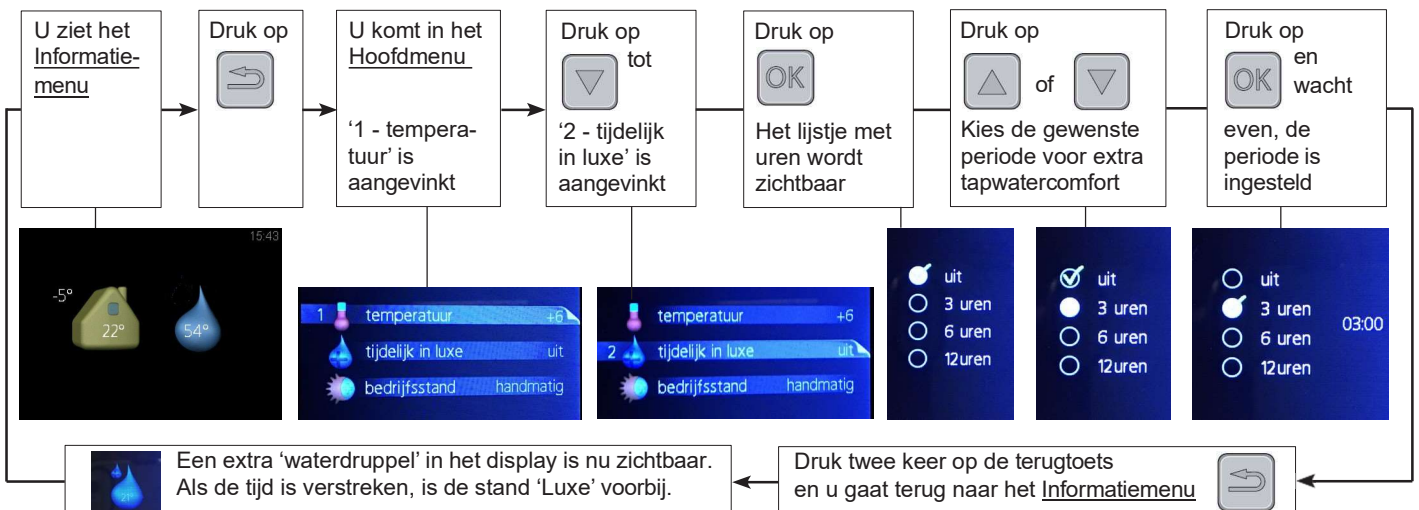 U ziet het
Informatie-
menu
Druk op
U komt in het
Hoofdmenu
'1 - tempera-
tuur' is
aangevinkt
Druk op
tot
'2 - tijdelijk
in luxe' is
aangevinkt
Druk op
OK
Het lijstje met
uren wordt
zichtbaar
Druk op
of
Kies de gewenste
periode voor extra
tapwatercomfort
Druk op
OK en
wacht
even, de
periode is
ingesteld
15:43
-5°
22°
54°
1 temperatuur +6
tijdelijk in luxe uit
bedrijfsstand handmatig
temperatuur +6
2 tijdelijk in luxe uit
bedrijfsstand handmatig
uit
3 uren
6 uren
12uren
uit
3 uren
6 uren
12uren
uit
3 uren
03:00
6 uren
12uren
21°
Een extra 'waterdruppel' in het display is nu zichtbaar.
Als de tijd is verstreken, is de stand 'Luxe' voorbij.
Druk twee keer op de terugtoets
en u gaat terug naar het Informatiemenu